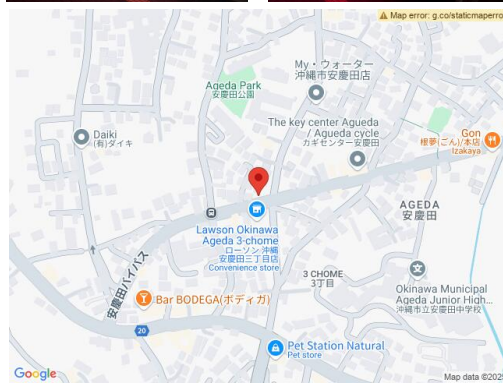 Map error: g.co/staticmaperro
My・ウォーター
沖縄市安慶田店
Ageda Park
安慶田公園
The key center Agueda
/ Agueda cycle
カギセンター安慶田
Daiki
(有)ダイキ
Gon
根夢(ごん)/本店
Izakaya
AGEDA
安慶田
Lawson Okinawa
Ageda 3-chome
ローソン 沖縄
安慶田三丁目店
Convenience store
安慶田バイパス
3 CHOME
3丁目
Okinawa Municipal
Ageda Junior High...
沖縄市立安慶田中学校
Bar BODEGA(ボディガ)
20
Pet Station Natural
Pet store
Google
Map data ©202